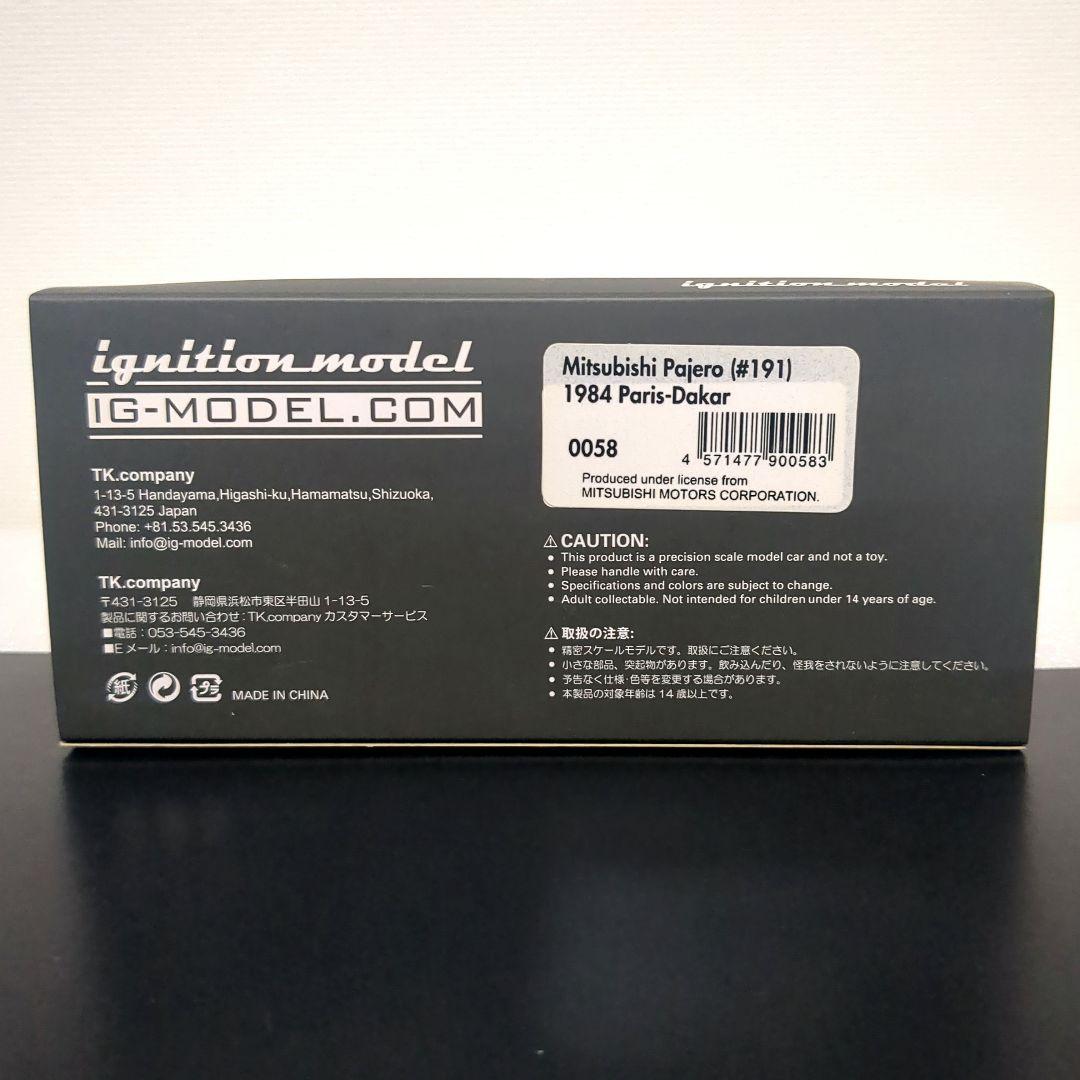 ignition model
ignition model
IG-MODEL.COM
TK.company
1-13-5 Handayama,Higashi-ku,Hamamatsu,Shizuoka,
431-3125 Japan
Phone: +81.53.545.3436
Mail: info@ig-model.com
TK.company
〒431-3125 静岡県浜松市東区半田山1-13-5
製品に関するお問い合わせ:TK.company カスタマーサービス
■電話:053-545-3436
■Eメール:info@ig-model.com
紙 プラ MADE IN CHINA
Mitsubishi Pajero (#191)
1984 Paris-Dakar
0058
4 571477 900583
Produced under license from
MITSUBISHI MOTORS CORPORATION.
⚠ CAUTION:
● This product is a precision scale model car and not a toy.
● Please handle with care.
● Specifications and colors are subject to change.
● Adult collectable. Not intended for children under 14 years of age.
⚠ 取扱の注意:
● 精密スケールモデルです。取扱にご注意ください。
● 小さな部品、突起物があります。飲み込んだり、怪我をされないように注意してください。
● 予告なく仕様・色等を変更する場合があります。
● 本製品の対象年齢は14歳以上です。